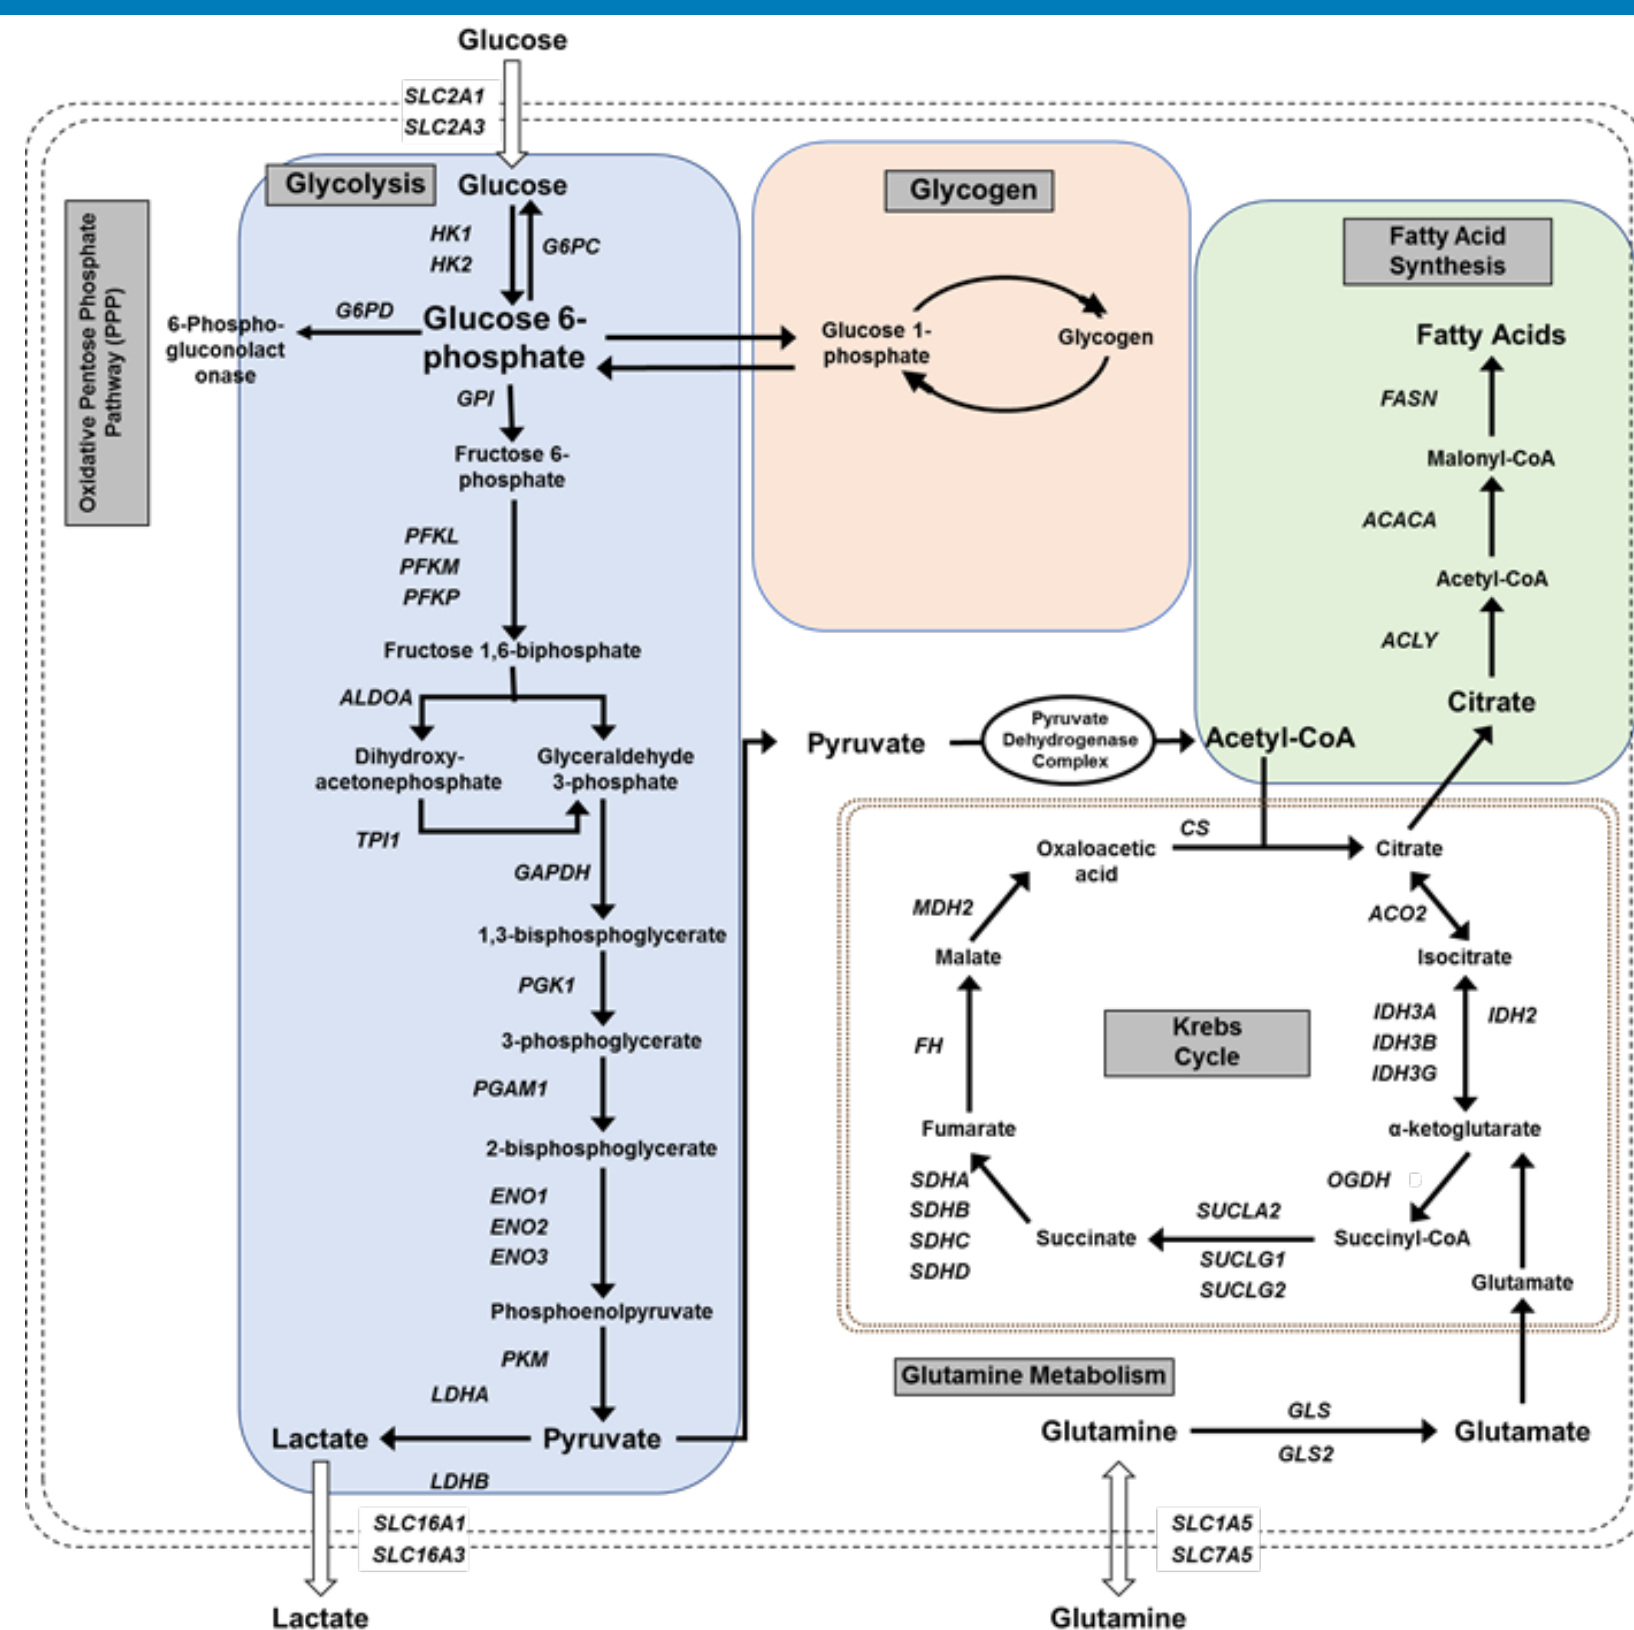 Glucose
SLC2A1
SLC2A3
Glycolysis
Glucose
HK1
HK2
G6PC
Oxidative Pentose Phosphate
Pathway (PPP)
G6PD
6-Phospho-
gluconolact
onase
Glucose 6-
phosphate
GPI
Fructose 6-
phosphate
PFKL
PFKM
PFKP
Fructose 1,6-biphosphate
ALDOA
Dihydroxy-
acetonephosphate
Glyceraldehyde
3-phosphate
TPI1
GAPDH
1,3-bisphosphoglycerate
PGK1
3-phosphoglycerate
PGAM1
2-bisphosphoglycerate
ENO1
ENO2
ENO3
Phosphoenolpyruvate
PKM
LDHA
Lactate
Pyruvate
LDHB
SLC16A1
SLC16A3
Lactate
Glycogen
Glucose 1-
phosphate
Glycogen
Fatty Acid
Synthesis
Fatty Acids
FASN
Malonyl-CoA
ACACA
Acetyl-CoA
ACLY
Citrate
Pyruvate
Pyruvate
Dehydrogenase
Complex
Acetyl-CoA
CS
Oxaloacetic
acid
Citrate
MDH2
ACO2
Malate
Isocitrate
Krebs
Cycle
IDH3A
IDH3B
IDH3G
IDH2
FH
Fumarate
α-ketoglutarate
SDHA
SDHB
SDHC
SDHD
OGDH
SUCLA2
Succinate
Succinyl-CoA
SUCLG1
SUCLG2
Glutamate
Glutamine Metabolism
Glutamine
GLS
GLS2
Glutamate
SLC1A5
SLC7A5
Glutamine